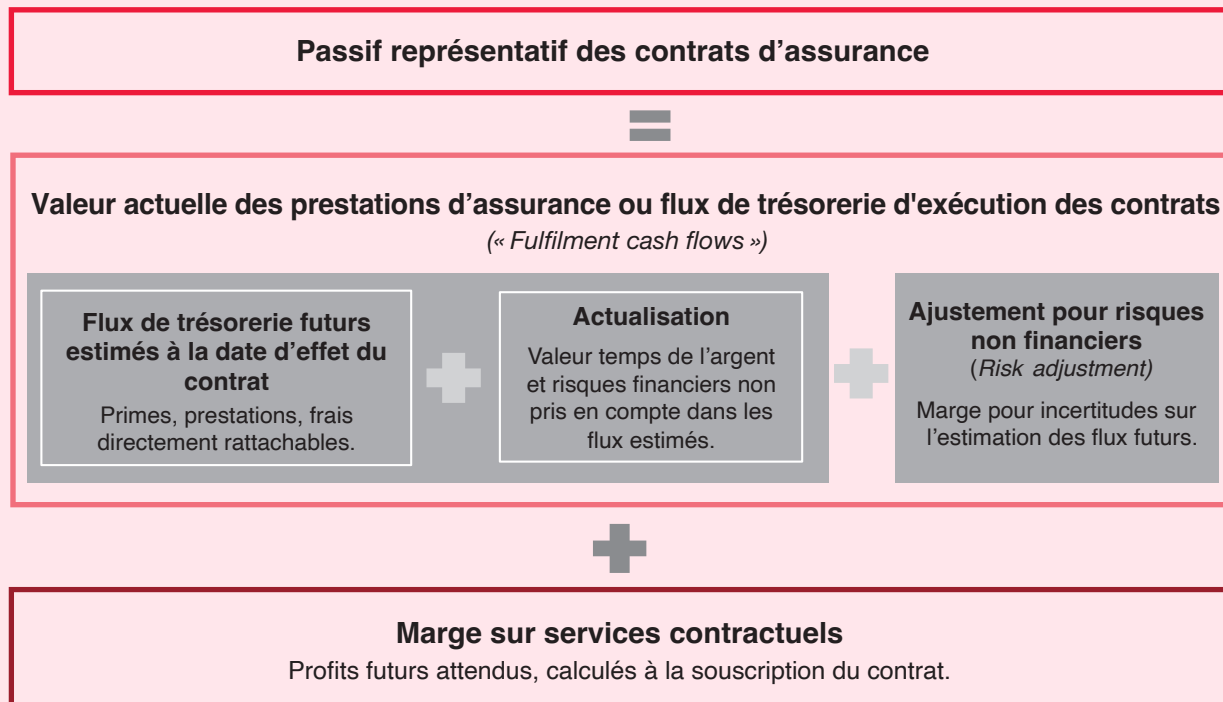 Passif représentatif des contrats d’assurance
=
Valeur actuelle des prestations d’assurance ou flux de trésorerie d'exécution des contrats
(« Fulfilment cash flows »)
Flux de trésorerie futurs
estimés à la date d’effet du
contrat
Primes, prestations, frais
directement rattachables.
+
Actualisation
Valeur temps de l’argent
et risques financiers non
pris en compte dans les
flux estimés.
+
Ajustement pour risques
non financiers
(Risk adjustment)
Marge pour incertitudes sur
l’estimation des flux futurs.
+
Marge sur services contractuels
Profits futurs attendus, calculés à la souscription du contrat.